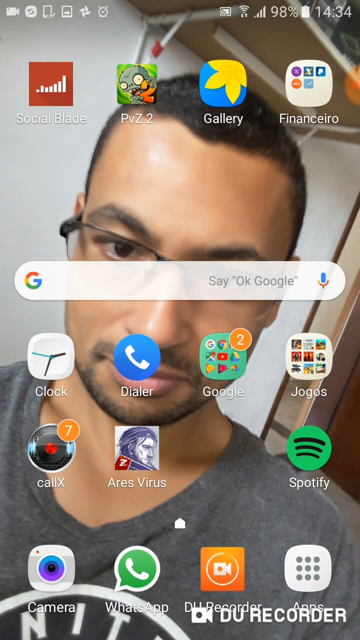 98% 14:34
Social Blade PvZ 2 Gallery Financeiro
Say "Ok Google"
2
Clock Dialer Google Jogos
7
callX Ares Virus Spotify
Camera WhatsApp DU Recorder Apps
DU RECORDER
NIT